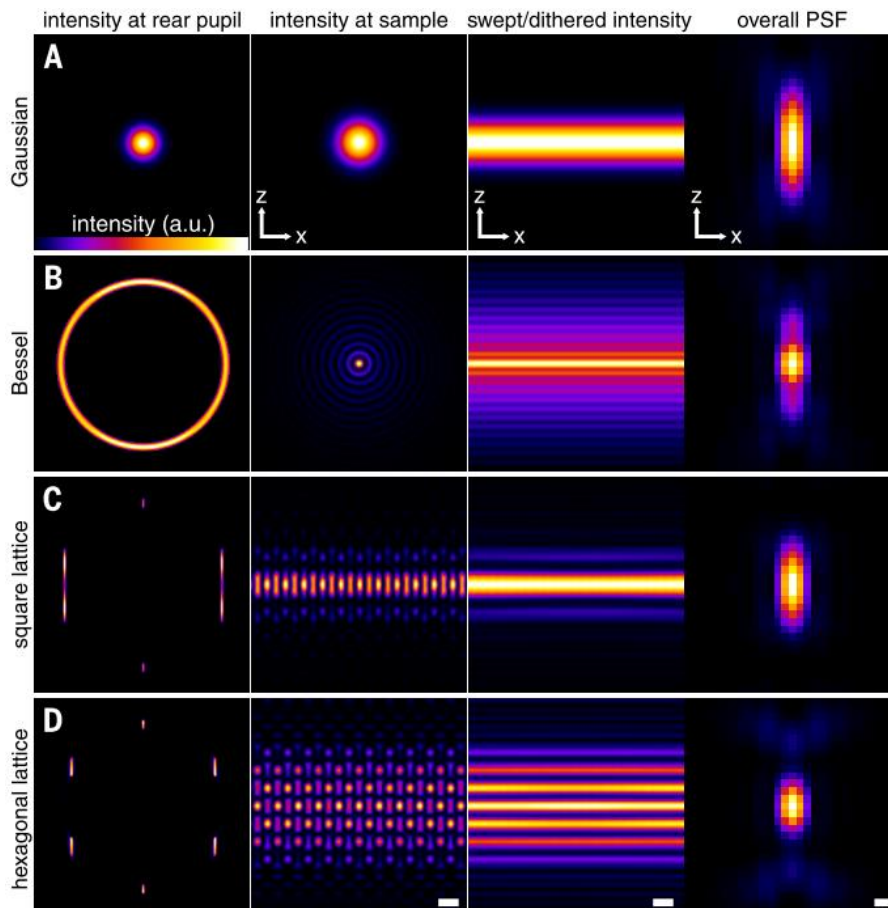 intensity at rear pupil intensity at sample swept/dithered intensity overall PSF
Gaussian
A
intensity (a.u.)
z
x
z
x
z
x
Bessel
B
square lattice
C
hexagonal lattice
D